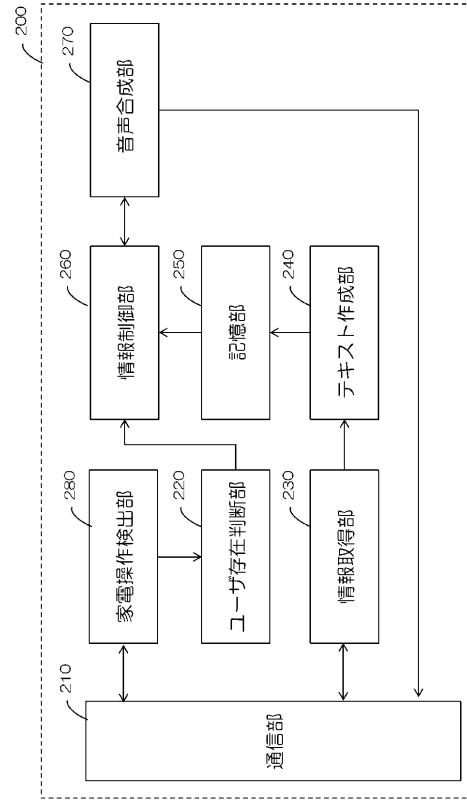 200
210
通信部
280
家電操作検出部
220
ユーザ存在判断部
230
情報取得部
260
情報制御部
250
記憶部
240
テキスト作成部
270
音声合成部